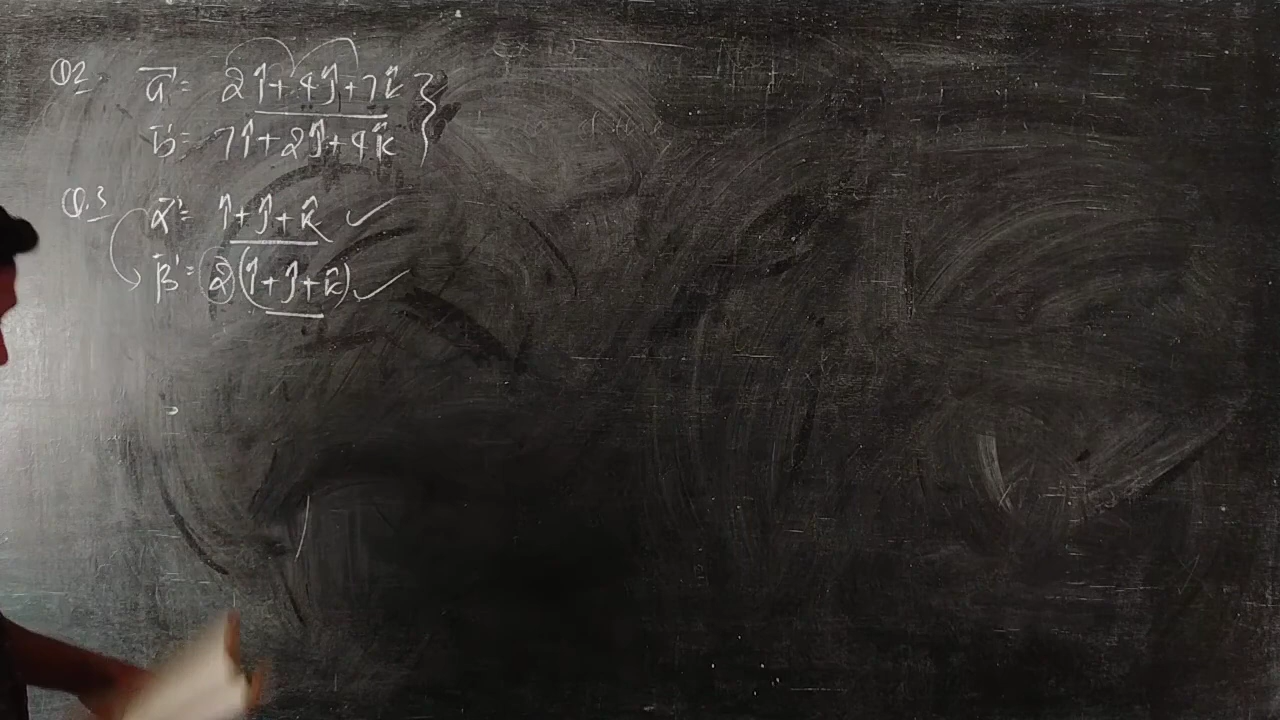 Q2. a⃗ = 2î + 4ĵ + 7k̂
b⃗ = 7î + 2ĵ + 4k̂
Q.3 a⃗ = î + ĵ + k̂ ✓
b⃗ = 2(î + ĵ + k̂) ✓